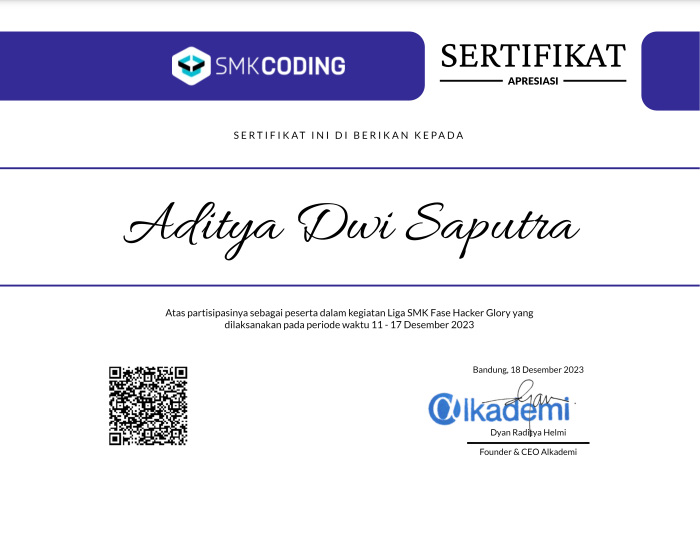 SMKCODING
SERTIFIKAT
APRESIASI
SERTIFIKAT INI DI BERIKAN KEPADA
Aditya Dwi Saputra
Atas partisipasinya sebagai peserta dalam kegiatan Liga SMK Fase Hacker Glory yang
dilaksanakan pada periode waktu 11 - 17 Desember 2023
Bandung, 18 Desember 2023
Alkademi
Dyan Raditya Helmi
Founder & CEO Alkademi